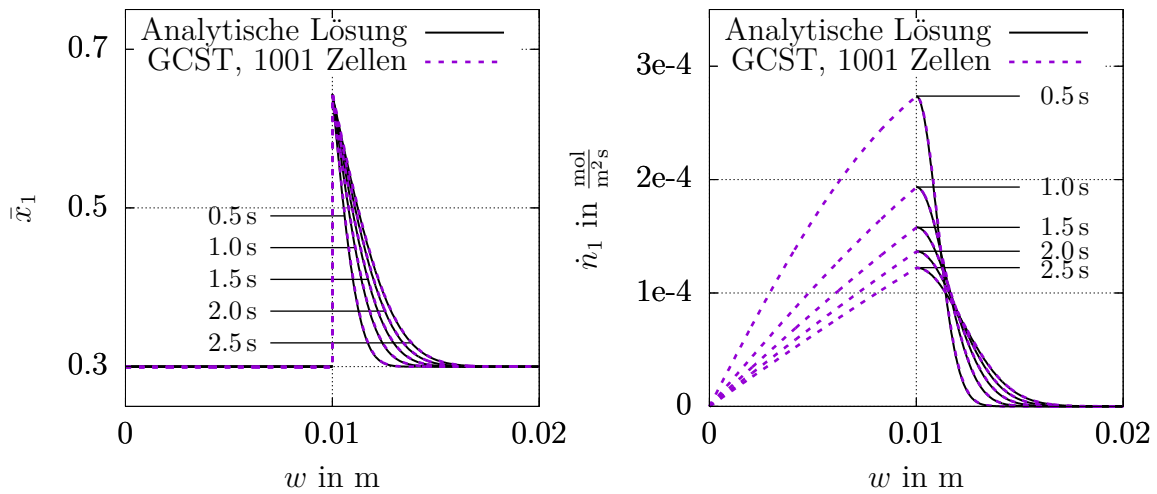 Analytische Lösung
GCST, 1001 Zellen
0.7
0.5
0.3
x̄₁
0.5 s
1.0 s
1.5 s
2.0 s
2.5 s
0
0.01
0.02
w in m
Analytische Lösung
GCST, 1001 Zellen
3e-4
2e-4
1e-4
0
ṅ₁ in mol/m² s
0.5 s
1.0 s
1.5 s
2.0 s
2.5 s
0
0.01
0.02
w in m